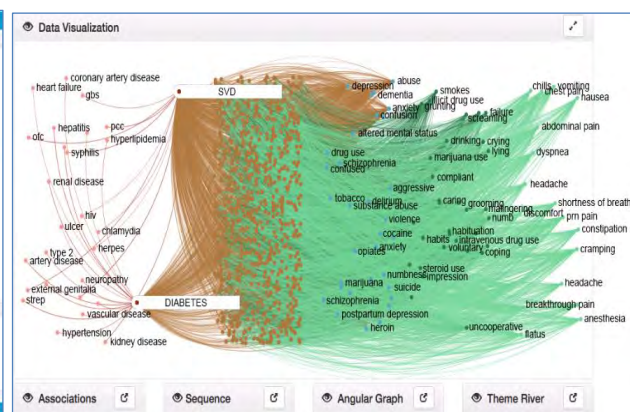 Data Visualization
coronary artery disease
heart failure
gbs
SVD
abuse
depression
dementia
smokes
illicit drug use
anxiety
grunting
confusion
failure
screaming
chills
vomiting
chest pain
nausea
hepatitis
pcc
ofc
hyperlipidemia
syphilis
altered mental status
drinking
crying
lying
abdominal pain
drug use
schizophrenia
confused
marijuana use
dyspnea
renal disease
compliant
headache
aggressive
tobacco
delirium
substance abuse
caring
grooming
malingering
numb
discomfort
shortness of breath
prn pain
hiv
ulcer
chlamydia
violence
cocaine
habituation
constipation
type 2
herpes
anxiety
opiates
habits
intravenous drug use
voluntary
coping
cramping
artery disease
neuropathy
numbness
steroid use
impression
external genitalia
strep
marijuana
suicide
headache
DIABETES
schizophrenia
breakthrough pain
vascular disease
postpartum depression
anesthesia
hypertension
heroin
uncooperative
flatus
kidney disease
Associations
Sequence
Angular Graph
Theme River